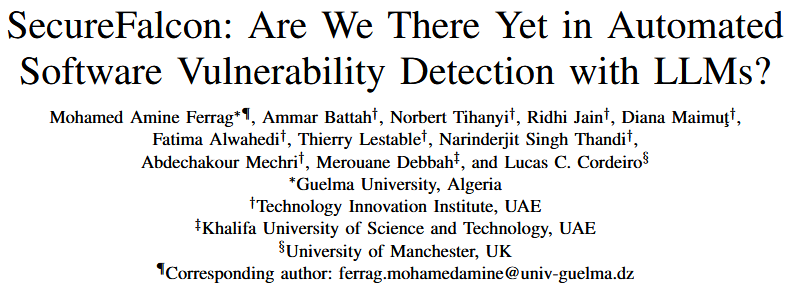 SecureFalcon: Are We There Yet in Automated
Software Vulnerability Detection with LLMs?
Mohamed Amine Ferrag*¶, Ammar Battah†, Norbert Tihanyi†, Ridhi Jain†, Diana Maimuţ†,
Fatima Alwahedi†, Thierry Lestable†, Narinderjit Singh Thandi†,
Abdechakour Mechri†, Merouane Debbah‡, and Lucas C. Cordeiro§
*Guelma University, Algeria
†Technology Innovation Institute, UAE
‡Khalifa University of Science and Technology, UAE
§University of Manchester, UK
¶Corresponding author: ferrag.mohamedamine@univ-guelma.dz